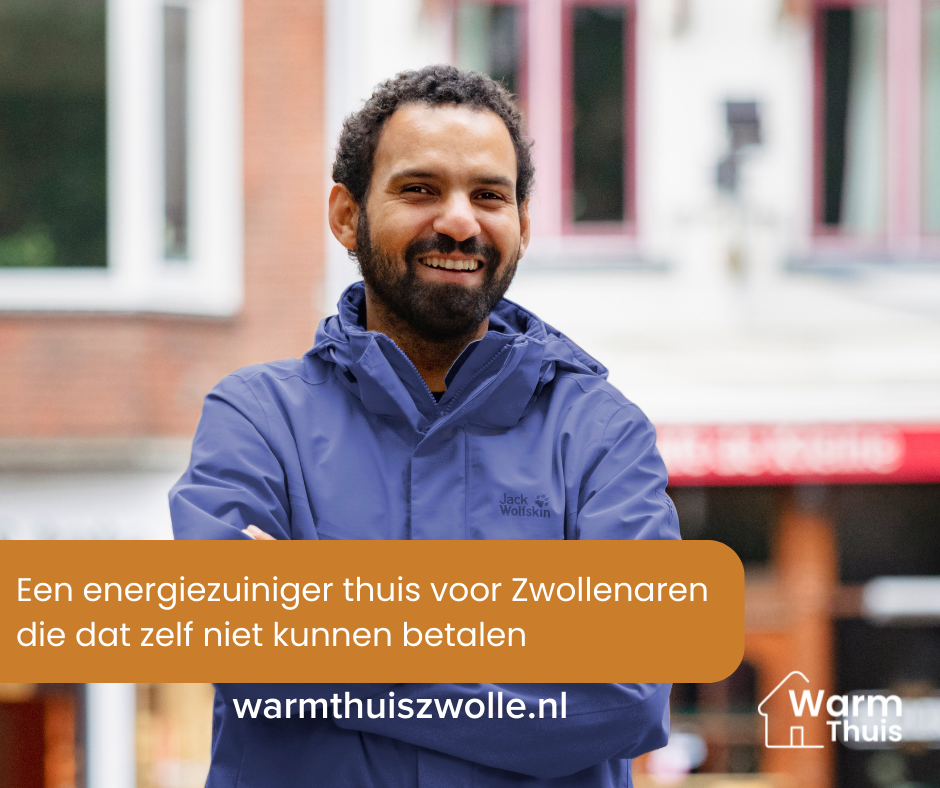 Jack
Wolfskin
Een energiezuiniger thuis voor Zwollenaren
die dat zelf niet kunnen betalen
warmthuiszwolle.nl
Warm
Thuis